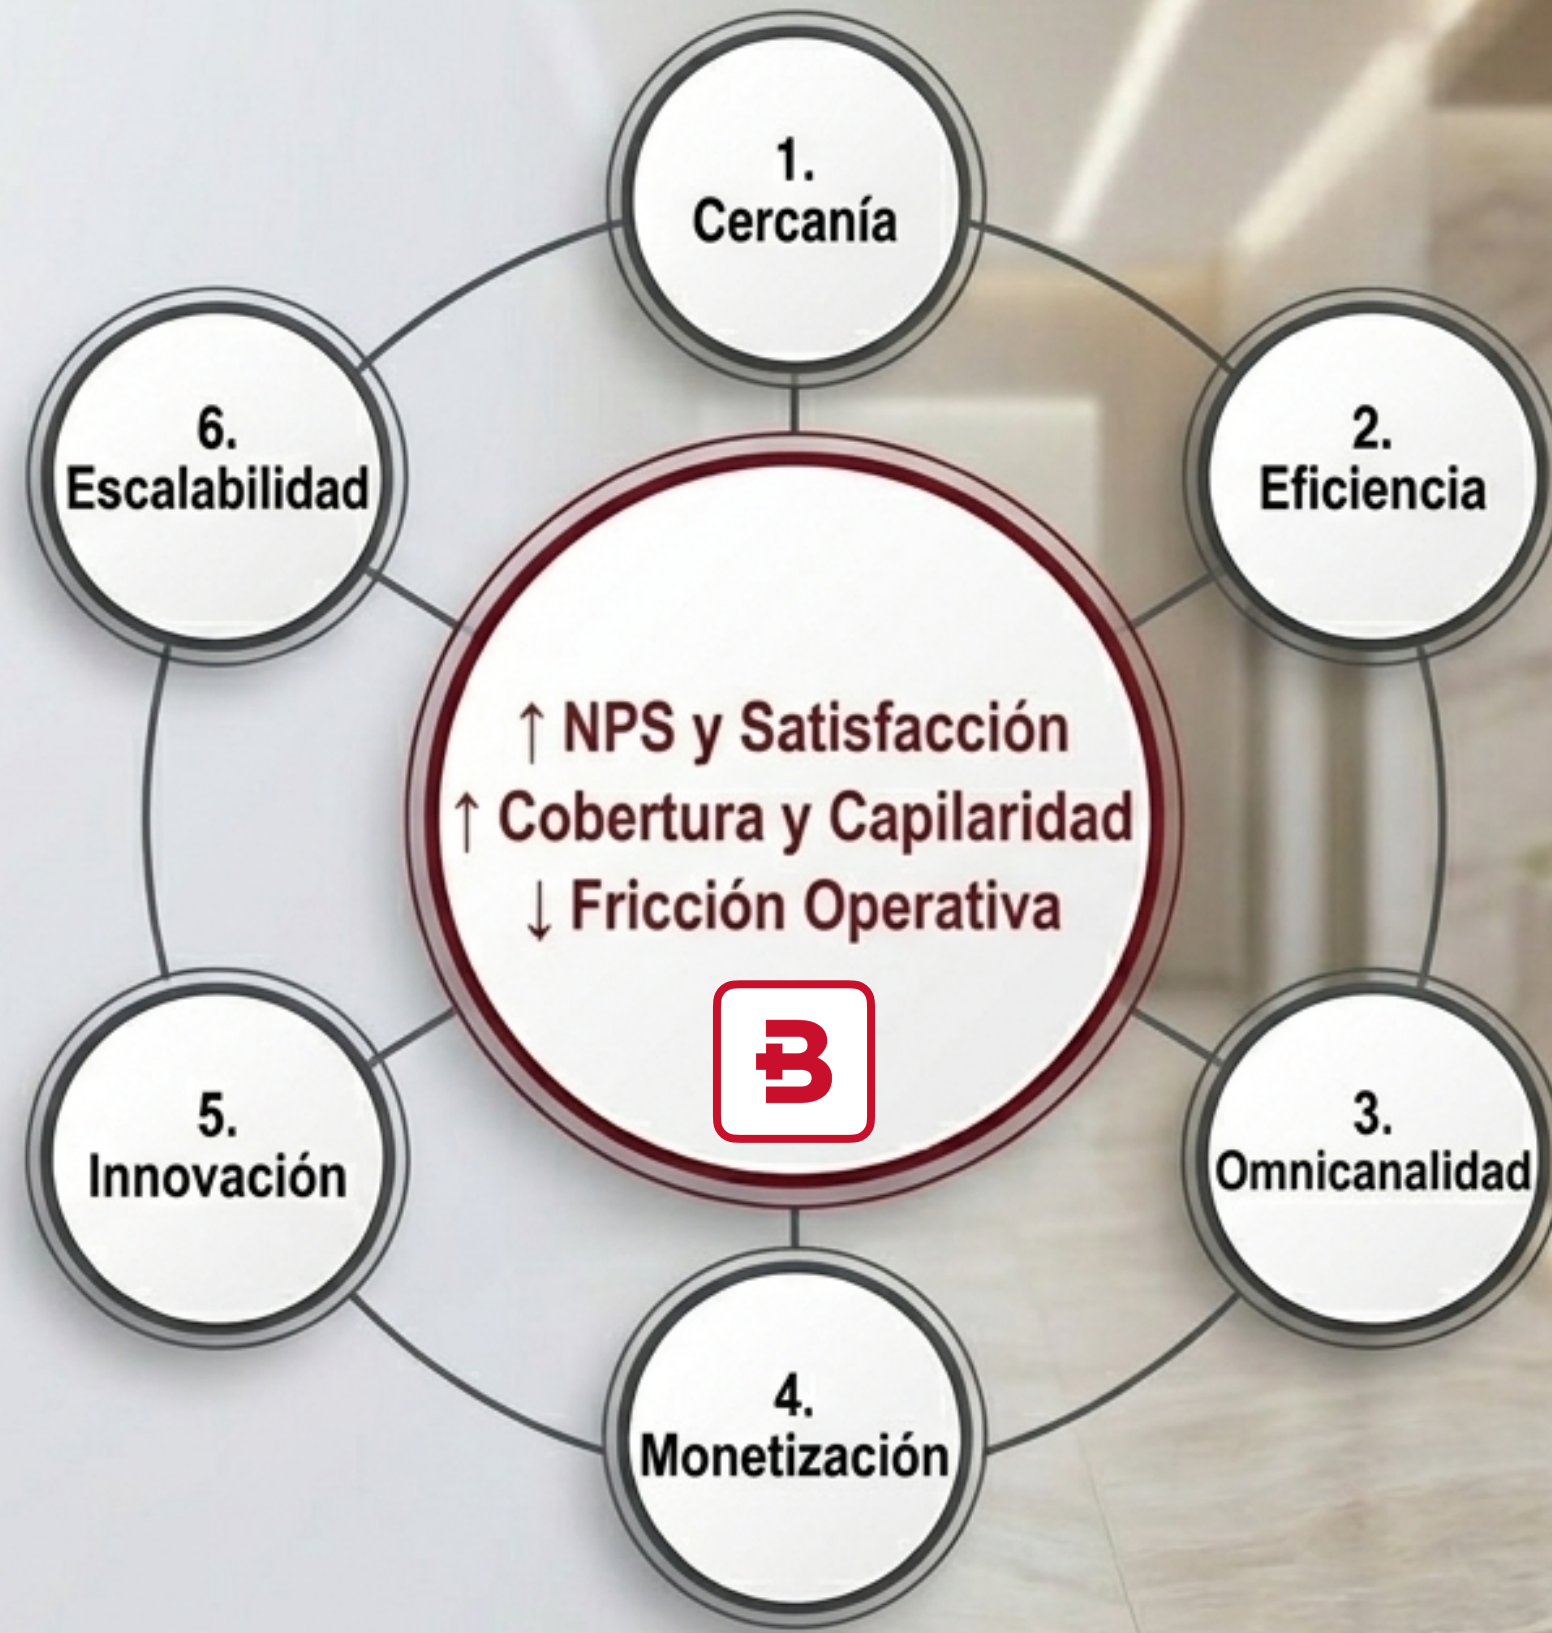 1.
Cercanía
2.
Eficiencia
3.
Omnicanalidad
4.
Monetización
5.
Innovación
6.
Escalabilidad
↑ NPS y Satisfacción
↑ Cobertura y Capilaridad
↓ Fricción Operativa
B